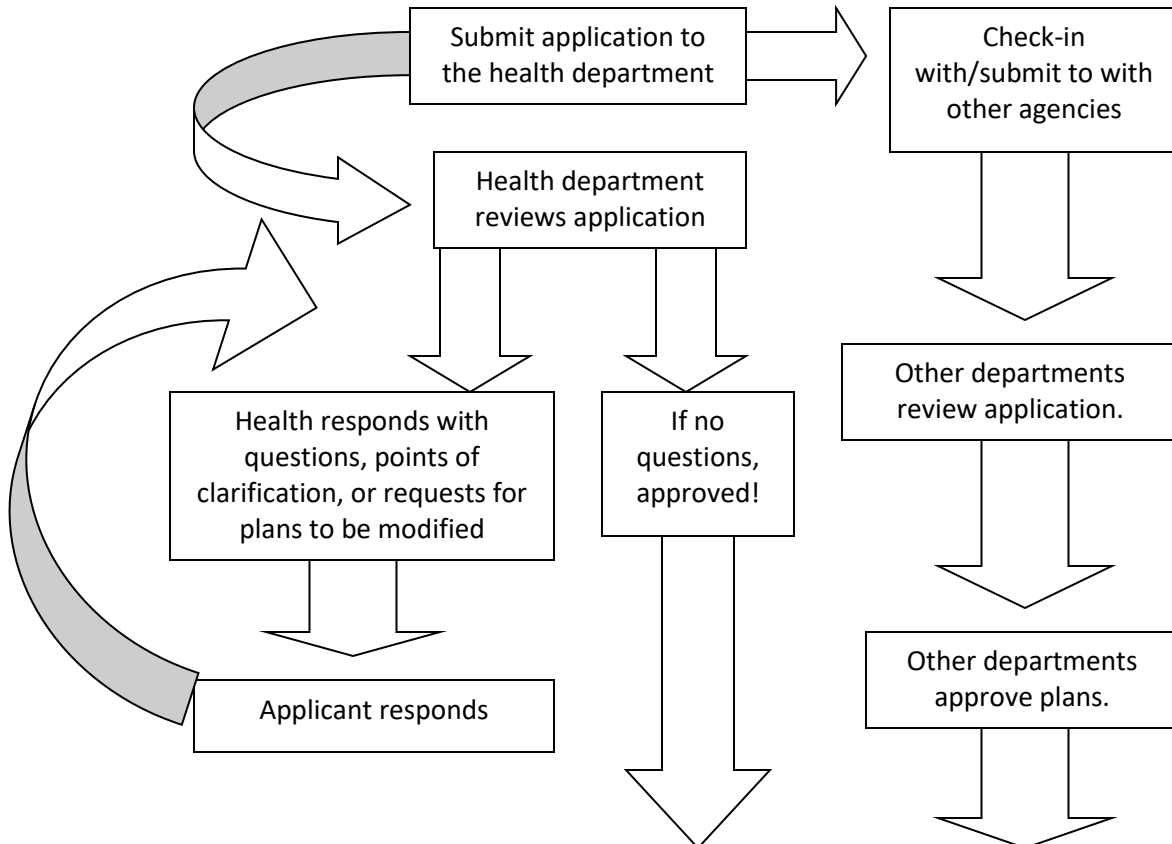 Submit application to
the health department
Check-in
with/submit to with
other agencies
Health department
reviews application
Health responds with
questions, points of
clarification, or requests for
plans to be modified
If no
questions,
approved!
Other departments
review application.
Applicant responds
Other departments
approve plans.